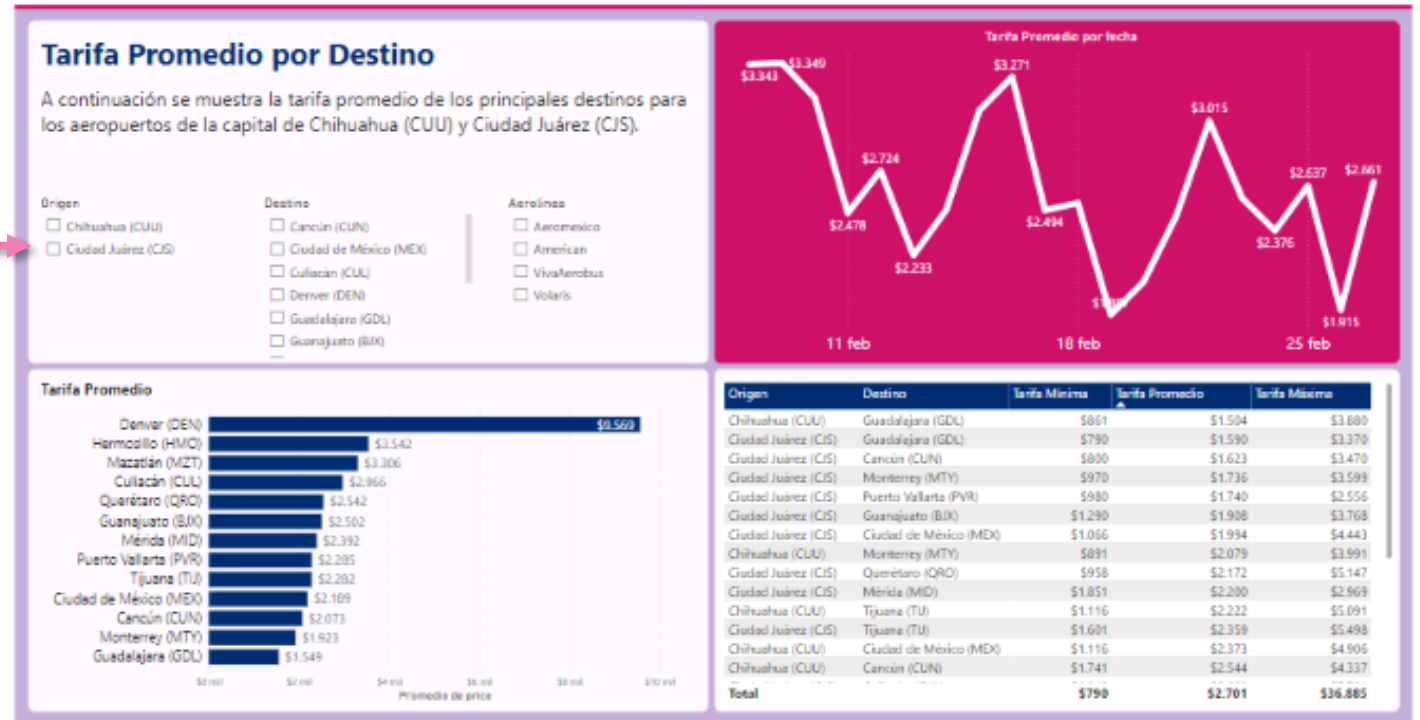 Tarifa Promedio por Destino
A continuación se muestra la tarifa promedio de los principales destinos para
los aeropuertos de la capital de Chihuahua (CUU) y Ciudad Juárez (CJS).
Origen
Chihuahua (CUU)
Ciudad Juárez (CJS)
Destino
Cancún (CUN)
Ciudad de México (MEX)
Culiacán (CUL)
Denver (DEN)
Guadalajara (GDL)
Guanajuato (BJX)
Aerolinea
Aeromexico
American
VivaAerobus
Volaris
Tarifa Promedio por fecha
$3.343
$3.349
$2.478
$2.724
$2.233
$3.271
$2.494
$3.015
$2.376
$2.637
$1.915
$2.661
11 feb
18 feb
25 feb
Tarifa Promedio
Denver (DEN) $9.569
Hermosillo (HMO) $3.542
Mazatlán (MZT) $3.306
Culiacán (CUL) $2.966
Querétaro (QRO) $2.542
Guanajuato (BJX) $2.502
Mérida (MID) $2.392
Puerto Vallarta (PVR) $2.285
Tijuana (TIJ) $2.282
Ciudad de México (MEX) $2.189
Cancún (CUN) $2.073
Monterrey (MTY) $1.923
Guadalajara (GDL) $1.549
$0 mil $2 mil $4 mil $6 mil $8 mil $10 mil
Promedio de price
Origen Destino Tarifa Minima Tarifa Promedio Tarifa Máxima
Chihuahua (CUU) Guadalajara (GDL) $861 $1.504 $3.880
Ciudad Juárez (CJS) Guadalajara (GDL) $790 $1.590 $3.370
Ciudad Juárez (CJS) Cancún (CUN) $800 $1.623 $3.470
Ciudad Juárez (CJS) Monterrey (MTY) $970 $1.736 $3.599
Ciudad Juárez (CJS) Puerto Vallarta (PVR) $980 $1.740 $2.556
Ciudad Juárez (CJS) Guanajuato (BJX) $1.290 $1.908 $3.768
Ciudad Juárez (CJS) Ciudad de México (MEX) $1.066 $1.994 $4.443
Chihuahua (CUU) Monterrey (MTY) $891 $2.079 $3.991
Ciudad Juárez (CJS) Querétaro (QRO) $958 $2.172 $5.147
Ciudad Juárez (CJS) Mérida (MID) $1.851 $2.200 $2.969
Chihuahua (CUU) Tijuana (TIJ) $1.116 $2.222 $5.091
Ciudad Juárez (CJS) Tijuana (TIJ) $1.601 $2.359 $5.498
Chihuahua (CUU) Ciudad de México (MEX) $1.116 $2.373 $4.906
Chihuahua (CUU) Cancún (CUN) $1.741 $2.544 $4.337
Total $790 $2.701 $36.885